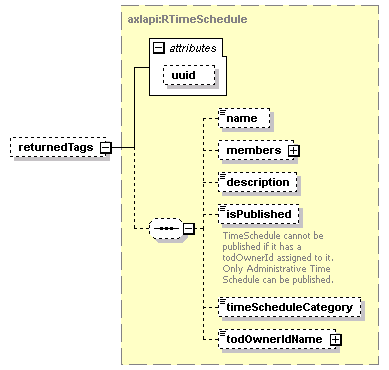 axlapi:RTimeSchedule
attributes
uuid
returnedTags
name
members
description
isPublished
TimeSchedule cannot be
published if it has a
todOwnerId assigned to it.
Only Administrative Time
Schedule can be published.
timeScheduleCategory
todOwnerIdName